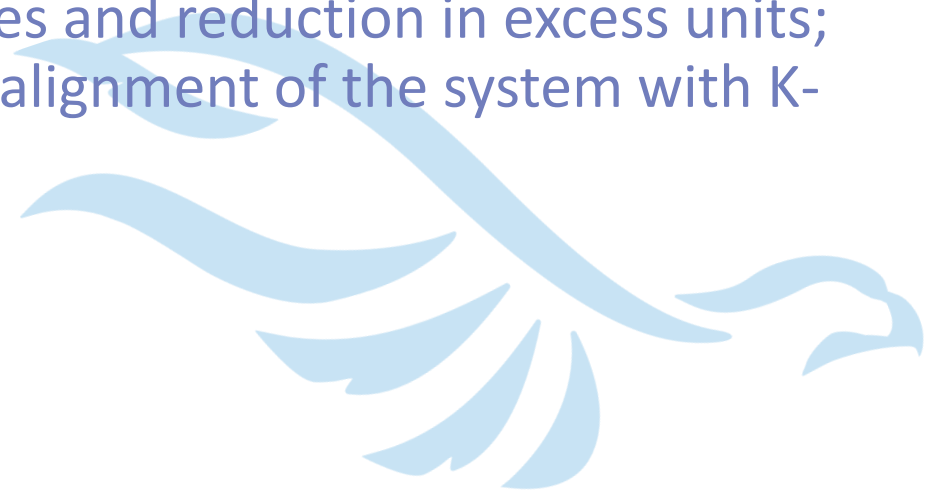 es and reduction in excess units;
alignment of the system with K-